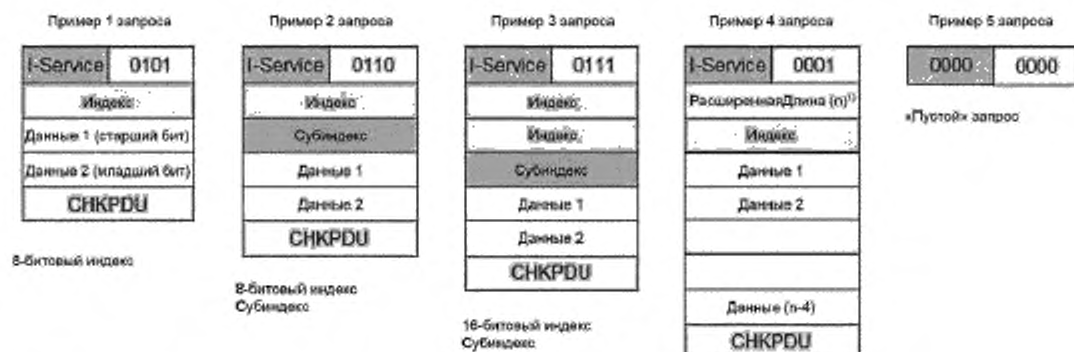 Пример 1 запроса
I-Service 0101
Индекс
Данные 1 (старший бит)
Данные 2 (младший бит)
CHKPDU
8-битовый индекс
Пример 2 запроса
I-Service 0110
Индекс
Субиндекс
Данные 1
Данные 2
CHKPDU
8-битовый индекс
Субиндекс
Пример 3 запроса
I-Service 0111
Индекс
Индекс
Субиндекс
Данные 1
Данные 2
CHKPDU
16-битовый индекс
Субиндекс
Пример 4 запроса
I-Service 0001
РасширеннаяДлина (n)¹⁾
Индекс
Данные 1
Данные 2
Данные (n-4)
CHKPDU
Пример 5 запроса
0000 0000
«Пустой» запрос